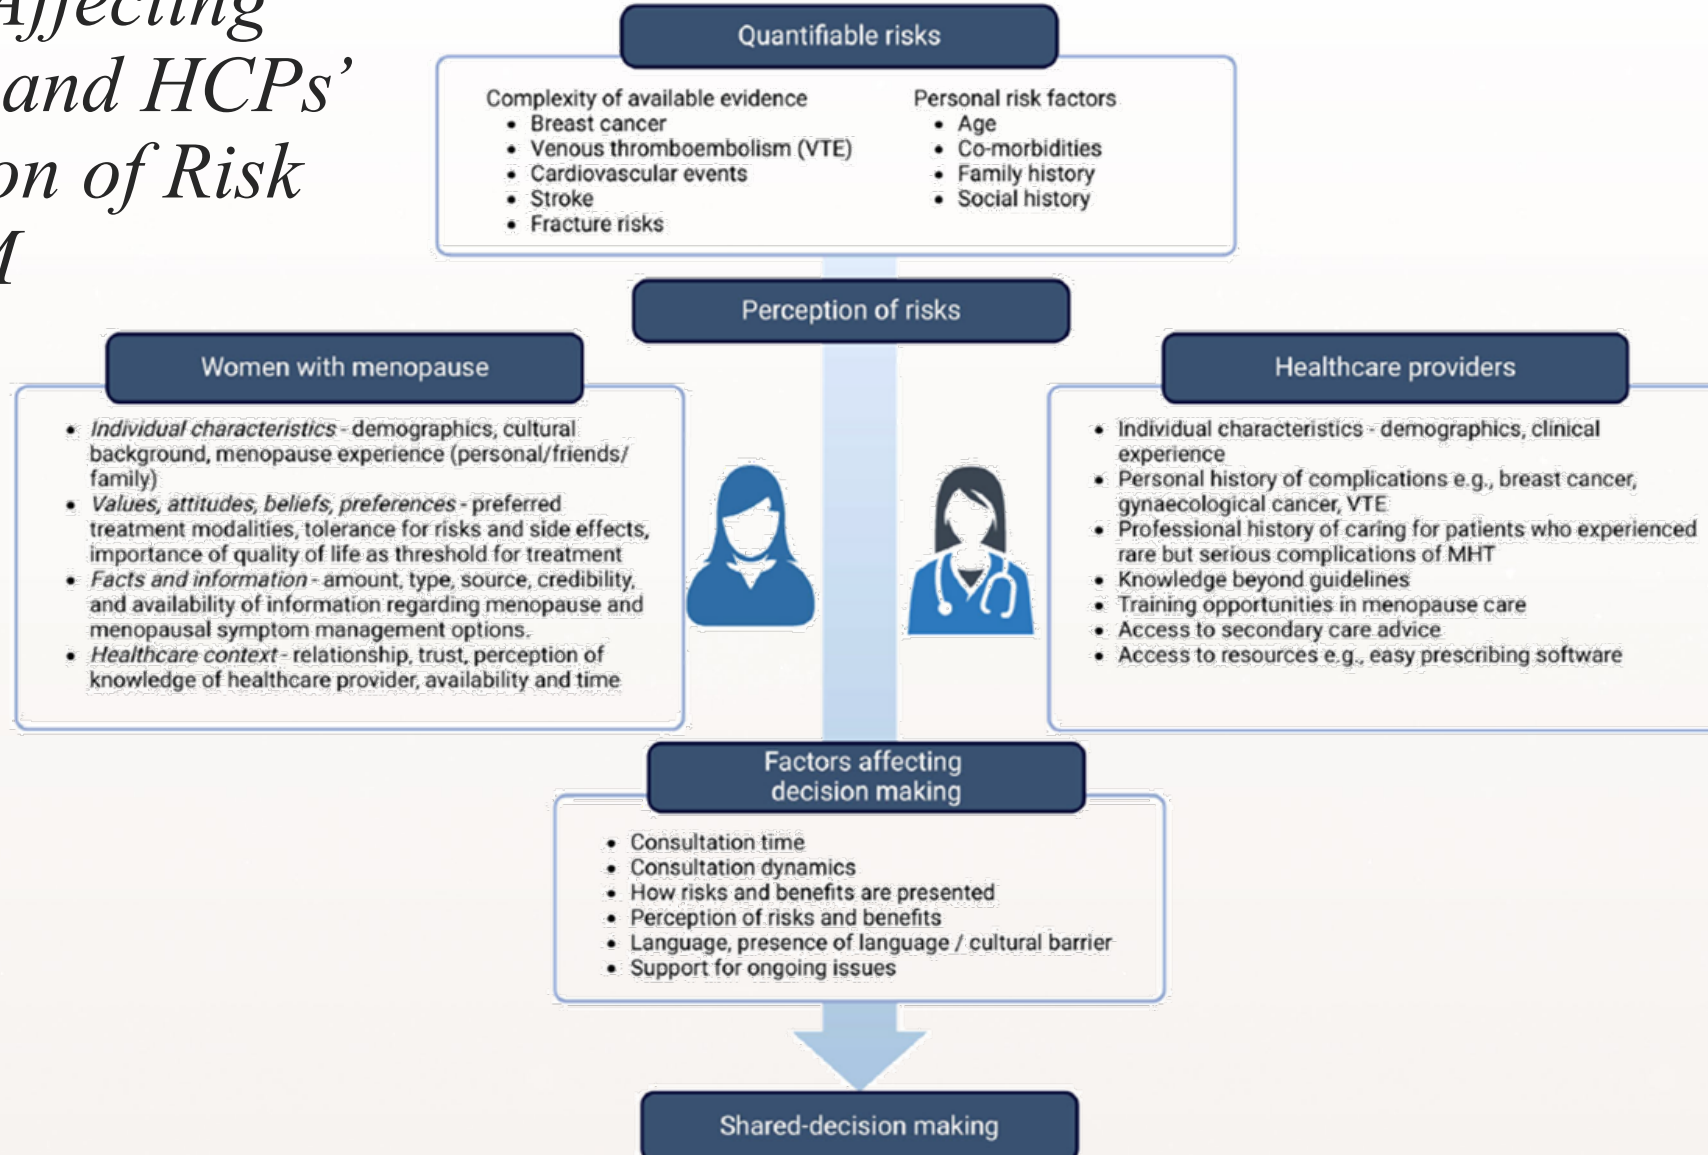 Affecting
and HCPs’
on of Risk
M
Quantifiable risks
Complexity of available evidence
• Breast cancer
• Venous thromboembolism (VTE)
• Cardiovascular events
• Stroke
• Fracture risks
Personal risk factors
• Age
• Co-morbidities
• Family history
• Social history
Perception of risks
Women with menopause
• Individual characteristics - demographics, cultural
background, menopause experience (personal/friends/
family)
• Values, attitudes, beliefs, preferences - preferred
treatment modalities, tolerance for risks and side effects,
importance of quality of life as threshold for treatment
• Facts and information - amount, type, source, credibility,
and availability of information regarding menopause and
menopausal symptom management options.
• Healthcare context - relationship, trust, perception of
knowledge of healthcare provider, availability and time
Healthcare providers
• Individual characteristics - demographics, clinical
experience
• Personal history of complications e.g., breast cancer,
gynaecological cancer, VTE
• Professional history of caring for patients who experienced
rare but serious complications of MHT
• Knowledge beyond guidelines
• Training opportunities in menopause care
• Access to secondary care advice
• Access to resources e.g., easy prescribing software
Factors affecting
decision making
• Consultation time
• Consultation dynamics
• How risks and benefits are presented
• Perception of risks and benefits
• Language, presence of language / cultural barrier
• Support for ongoing issues
Shared-decision making